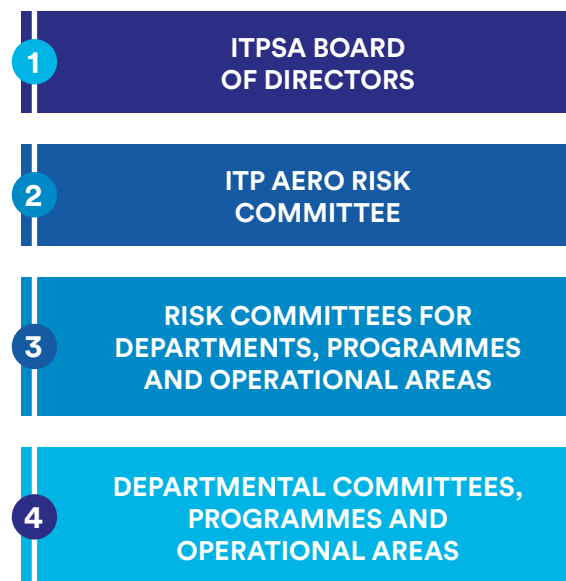 1
ITPSA BOARD
OF DIRECTORS
2
ITP AERO RISK
COMMITTEE
3
RISK COMMITTEES FOR
DEPARTMENTS, PROGRAMMES
AND OPERATIONAL AREAS
4
DEPARTMENTAL COMMITTEES,
PROGRAMMES AND
OPERATIONAL AREAS